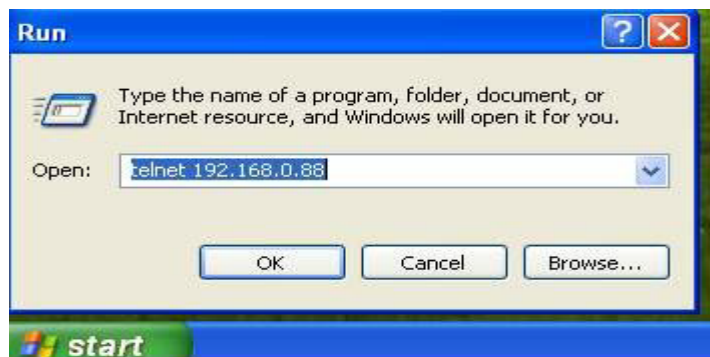 Run
Type the name of a program, folder, document, or
Internet resource, and Windows will open it for you.
Open: telnet 192.168.0.88
OK Cancel Browse...
start